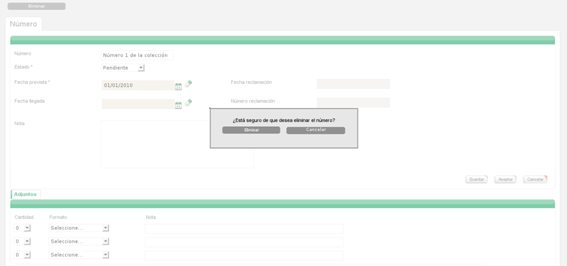 Eliminar
Número
Número Número 1 de la colección
Estado * Pendiente
Fecha prevista * 01/01/2010 Fecha reclamación
Fecha llegada Número reclamación
Nota
¿Está seguro de que desea eliminar el número?
Eliminar Cancelar
Guardar Aceptar Cancelar
Adjuntos
Cantidad Formato Nota
0 Seleccione...
0 Seleccione...
0 Seleccione...